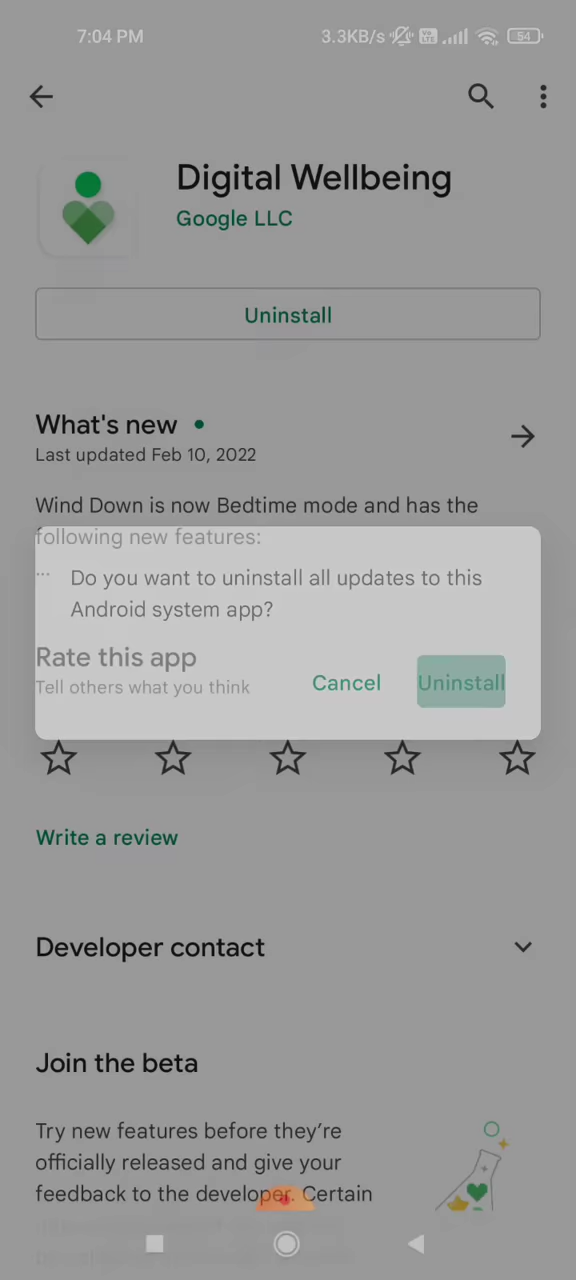 7:04 PM
3.3KB/s
54
Digital Wellbeing
Google LLC
Uninstall
What's new
Last updated Feb 10, 2022
Wind Down is now Bedtime mode and has the
following new features:
...
Do you want to uninstall all updates to this
Android system app?
Rate this app
Tell others what you think
Cancel
Uninstall
Write a review
Developer contact
Join the beta
Try new features before they're
officially released and give your
feedback to the developer. Certain